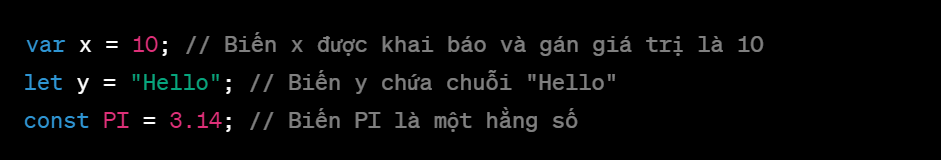 var x = 10; // Biến x được khai báo và gán giá trị là 10
let y = "Hello"; // Biến y chứa chuỗi "Hello"
const PI = 3.14; // Biến PI là một hằng số